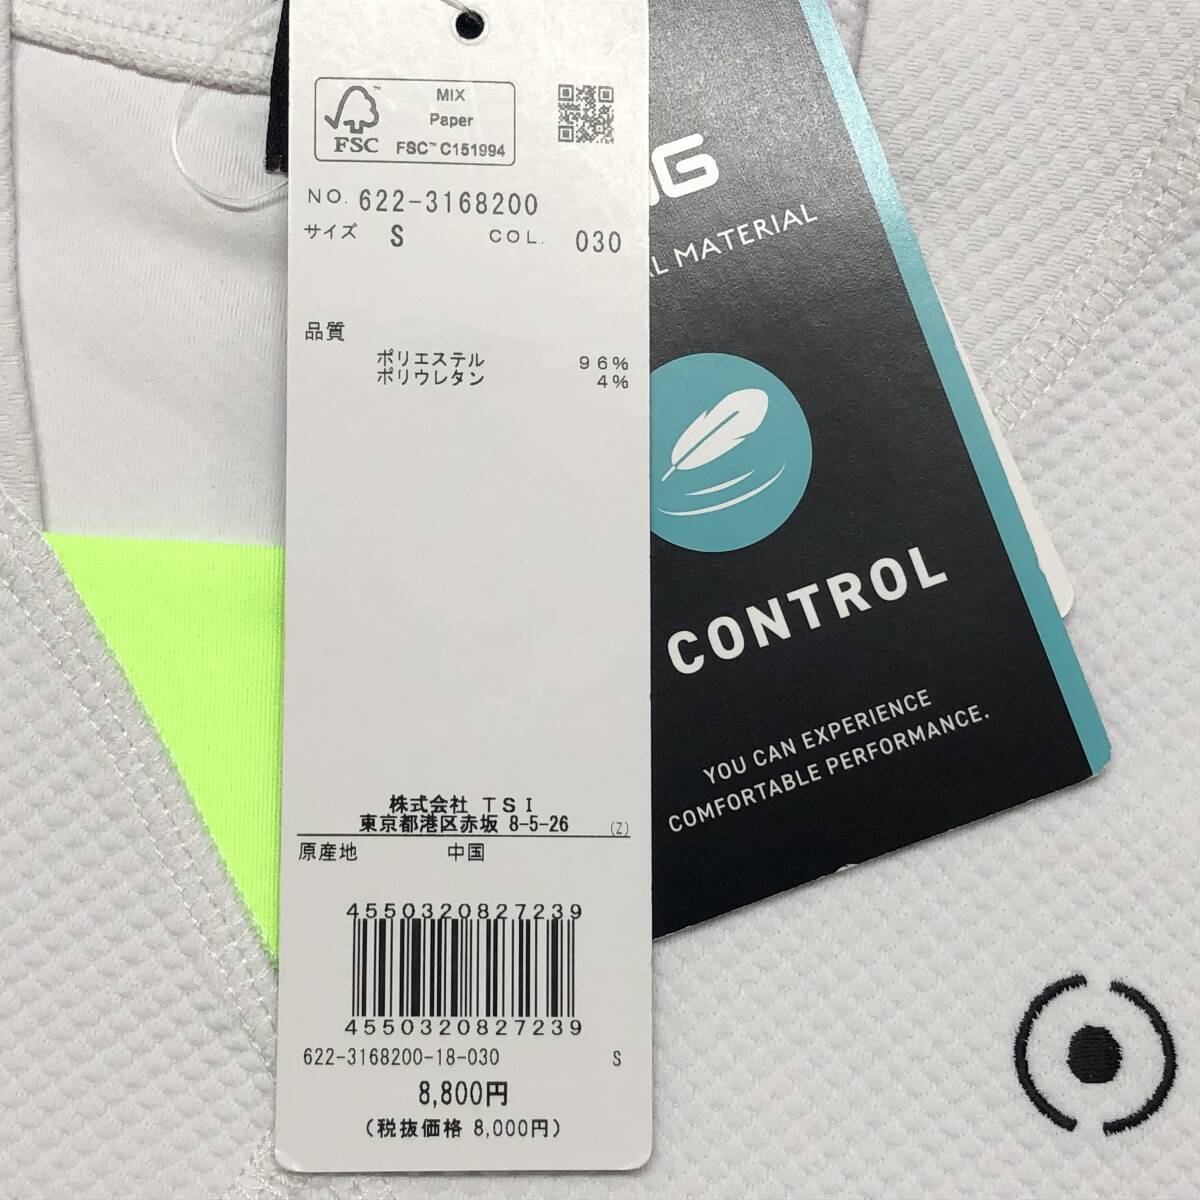 FSC™
MIX
Paper
FSC™ C151994
NO. 622-3168200
サイズ S COL. 030
品質
ポリエステル 96%
ポリウレタン 4%
株式会社 TSI
東京都港区赤坂 8-5-26 (Z)
原産地 中国
4550320827239
4550320827239
622-3168200-18-030 S
8,800円
(税抜価格 8,000円)
MATERIAL
CONTROL
YOU CAN EXPERIENCE
COMFORTABLE PERFORMANCE.